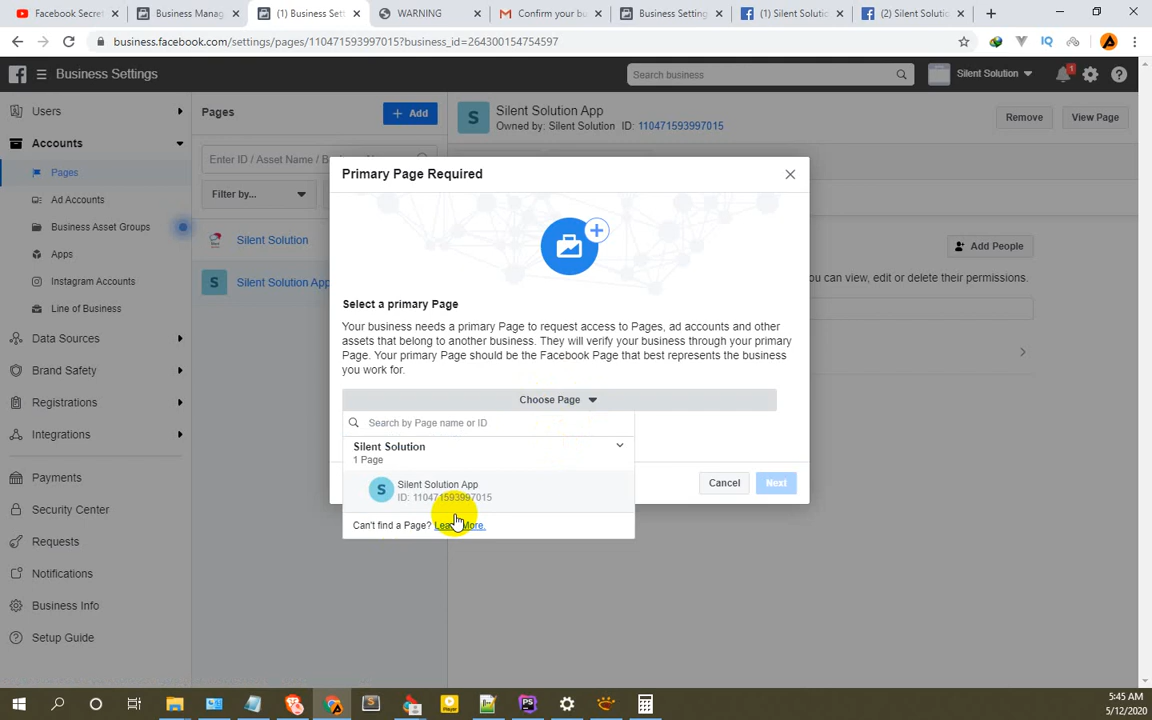 Facebook Secre
Business Manag
(1) Business Sett
WARNING
Confirm your bu
Business Setting
(1) Silent Solutio
(2) Silent Solutio
business.facebook.com/settings/pages/110471593997015?business_id=264300154754597
IQ
Business Settings
Search business
Silent Solution
1
Users
Accounts
Pages
Ad Accounts
Business Asset Groups
Apps
Instagram Accounts
Line of Business
Data Sources
Brand Safety
Registrations
Integrations
Payments
Security Center
Requests
Notifications
Business Info
Setup Guide
Pages
+ Add
Enter ID / Asset Name / B
Filter by...
Silent Solution
S
Silent Solution App
S
Silent Solution App
Owned by: Silent Solution ID: 110471593997015
Remove
View Page
Add People
ou can view, edit or delete their permissions.
Primary Page Required
Select a primary Page
Your business needs a primary Page to request access to Pages, ad accounts and other
assets that belong to another business. They will verify your business through your primary
Page. Your primary Page should be the Facebook Page that best represents the business
you work for.
Choose Page
Search by Page name or ID
Silent Solution
1 Page
S
Silent Solution App
ID: 110471593997015
Can't find a Page? Learn More.
Cancel
Next
5:45 AM
5/12/2020